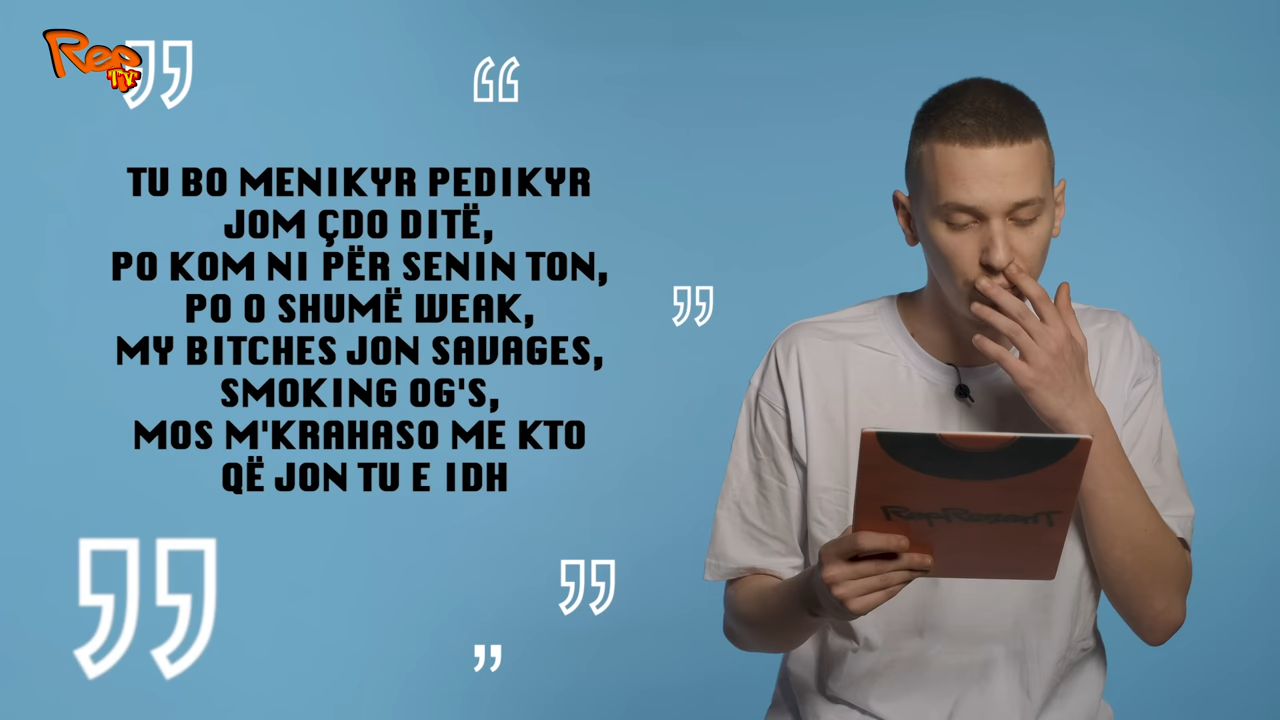 Rep
TV
TU BO MENIKYR PEDIKYR
JOM ÇDO DITË,
PO KOM NI PËR SENIN TON,
PO O SHUMË WEAK,
MY BITCHES JON SAVAGES,
SMOKING OG'S,
MOS M'KRAHASO ME KTO
QË JON TU E IDH
RepResenT